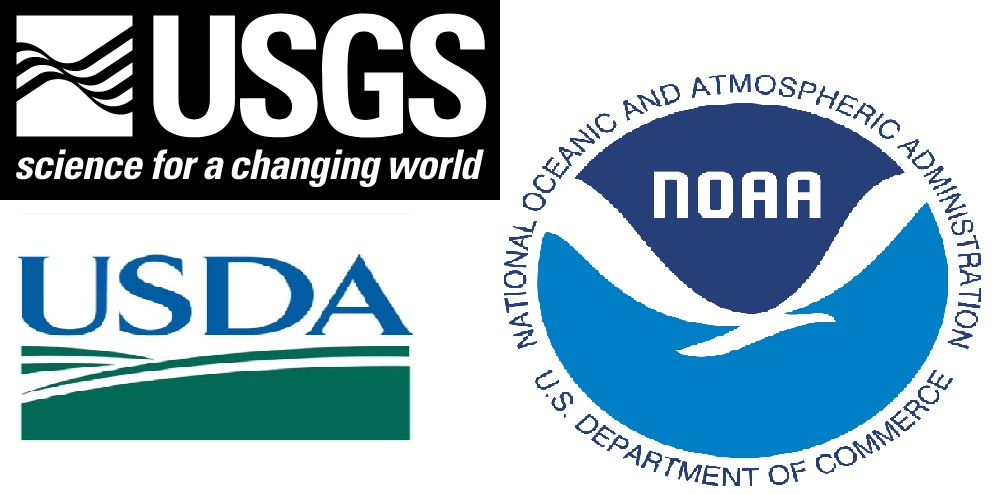 USGS
science for a changing world
USDA
NATIONAL OCEANIC AND ATMOSPHERIC ADMINISTRATION
NOAA
U.S. DEPARTMENT OF COMMERCE